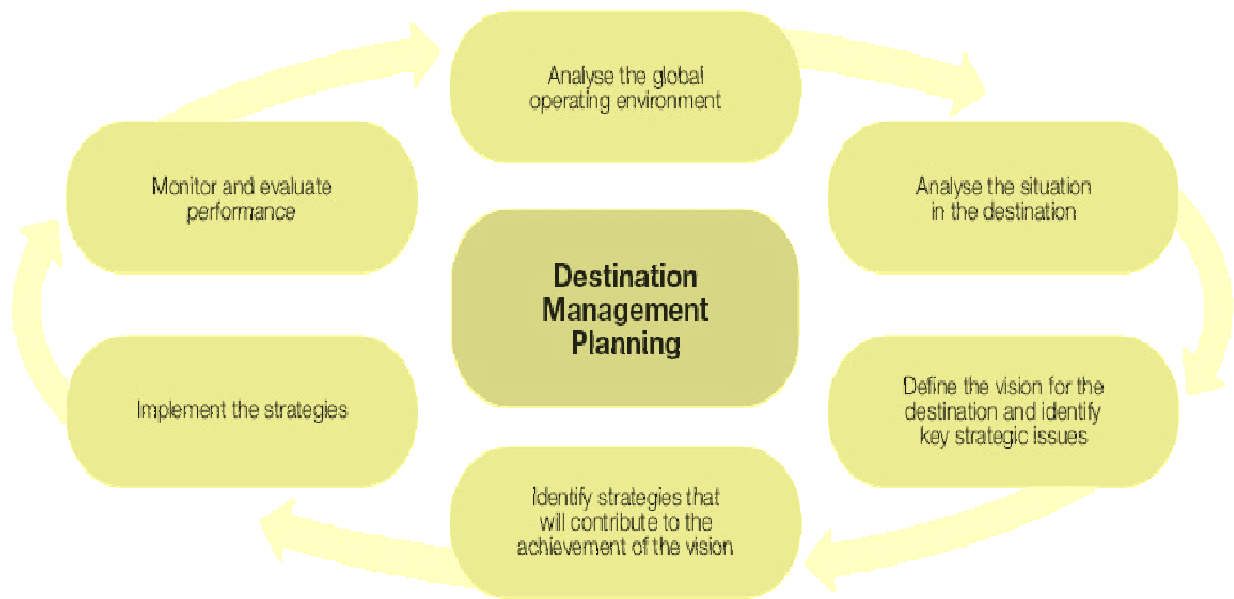 Analyse the global
operating environment
Monitor and evaluate
performance
Analyse the situation
in the destination
Destination
Management
Planning
Implement the strategies
Define the vision for the
destination and identify
key strategic issues
Identify strategies that
will contribute to the
achievement of the vision